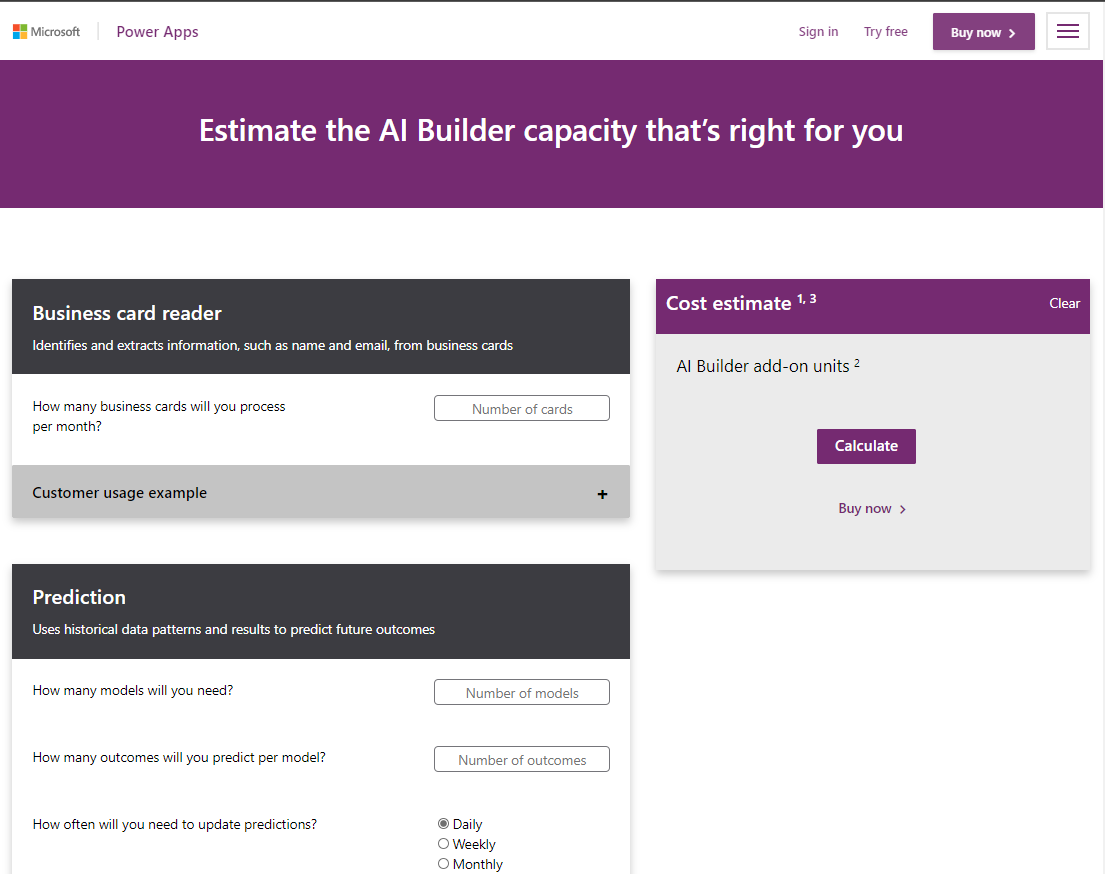 Microsoft Power Apps Sign in Try free Buy now
Estimate the AI Builder capacity that's right for you
Business card reader
Identifies and extracts information, such as name and email, from business cards
How many business cards will you process
per month?
Number of cards
Customer usage example +
Prediction
Uses historical data patterns and results to predict future outcomes
How many models will you need? Number of models
How many outcomes will you predict per model? Number of outcomes
How often will you need to update predictions? Daily
Weekly
Monthly
Cost estimate 1, 3 Clear
AI Builder add-on units 2
Calculate
Buy now